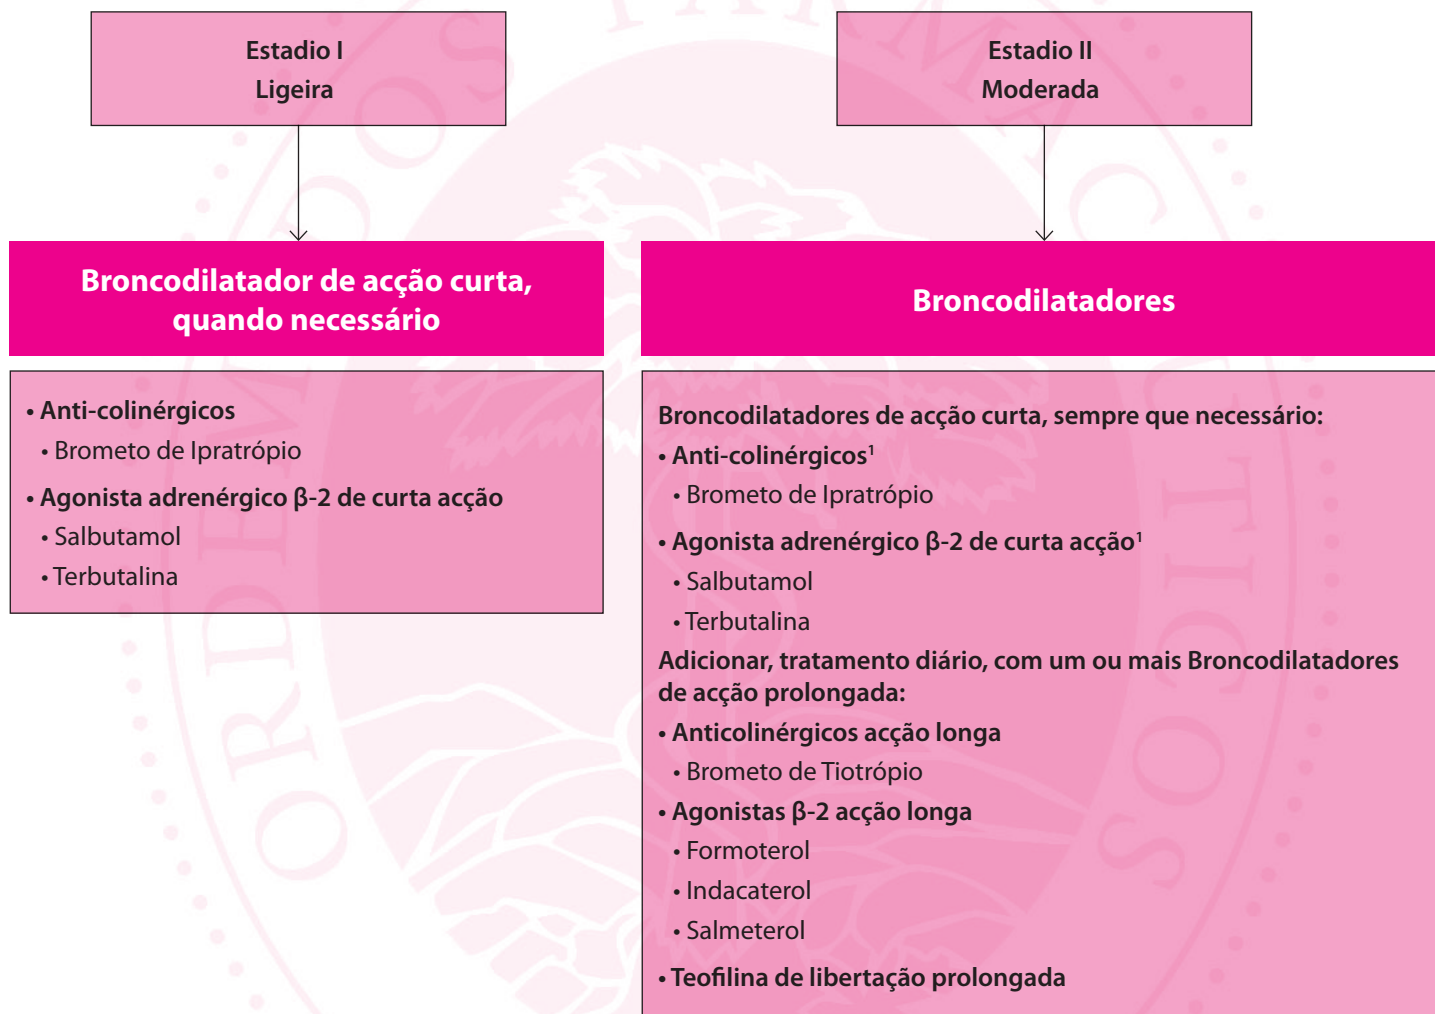 Estadio I
Ligeira
Estadio II
Moderada
Broncodilatador de acção curta,
quando necessário
Broncodilatadores
• Anti-colinérgicos
• Brometo de Ipratrópio
• Agonista adrenérgico β-2 de curta acção
• Salbutamol
• Terbutalina
Broncodilatadores de acção curta, sempre que necessário:
• Anti-colinérgicos¹
• Brometo de Ipratrópio
• Agonista adrenérgico β-2 de curta acção¹
• Salbutamol
• Terbutalina
Adicionar, tratamento diário, com um ou mais Broncodilatadores
de acção prolongada:
• Anticolinérgicos acção longa
• Brometo de Tiotrópio
• Agonistas β-2 acção longa
• Formoterol
• Indacaterol
• Salmeterol
• Teofilina de libertação prolongada
ORDEM DOS FARMACÊUTICOS